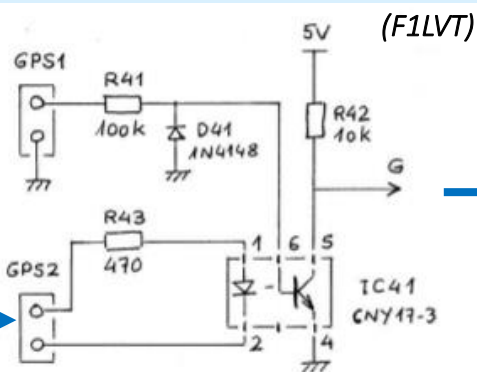 (F1LVT)
5V
GPS1
R41
100k
D41
1N4148
R42
10k
G
R43
470
GPS2
1
6
5
IC41
CNY17-3
2
4